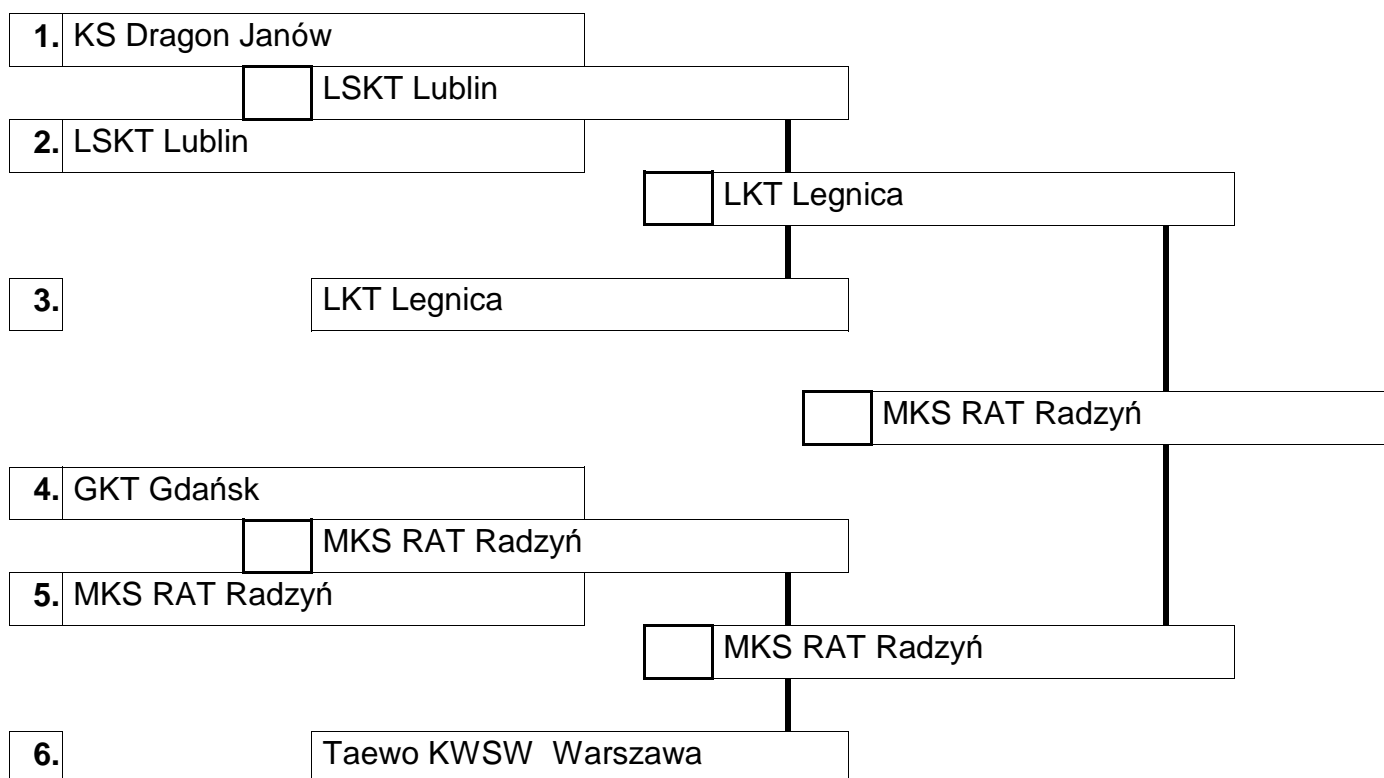 1. KS Dragon Janów
LSKT Lublin
2. LSKT Lublin
LKT Legnica
3. LKT Legnica
MKS RAT Radzyń
4. GKT Gdańsk
MKS RAT Radzyń
5. MKS RAT Radzyń
MKS RAT Radzyń
6. Taewo KWSW Warszawa